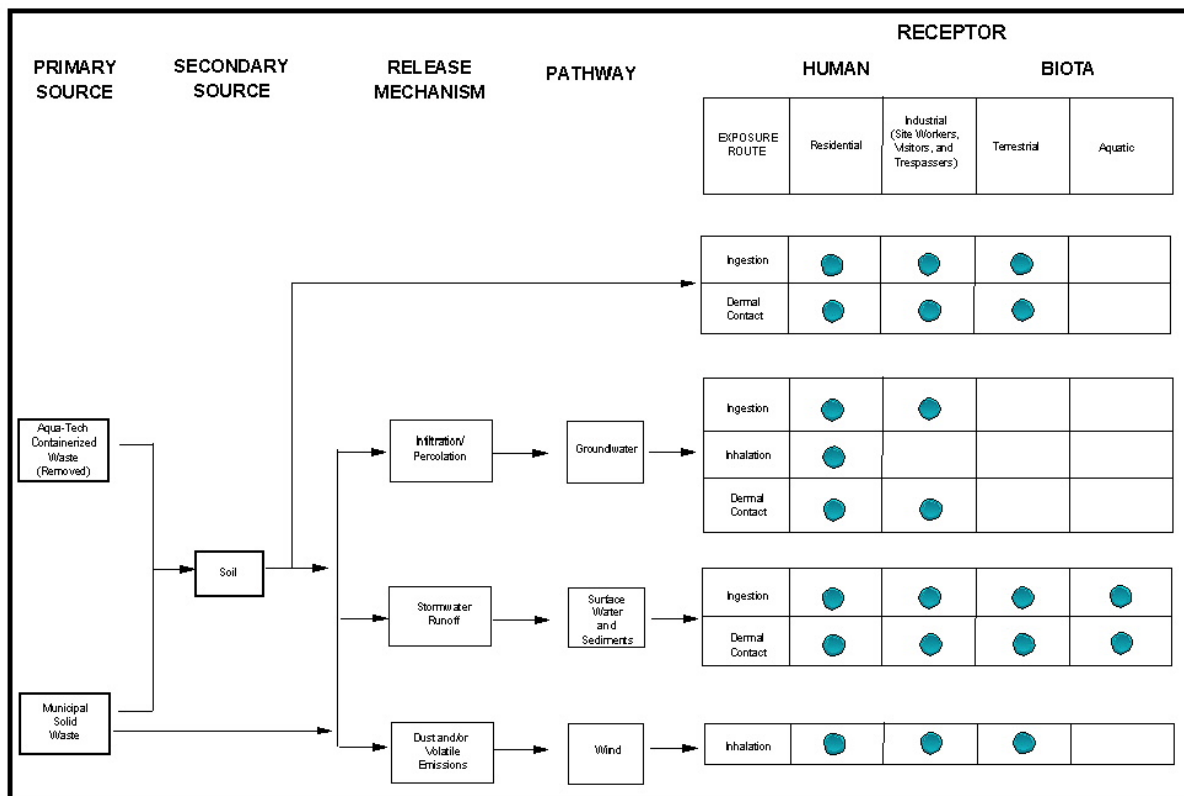 RECEPTOR
PRIMARY
SOURCE
SECONDARY
SOURCE
RELEASE
MECHANISM
PATHWAY
HUMAN
BIOTA
EXPOSURE
ROUTE
Residential
Industrial
(Site Workers,
Visitors, and
Trespassers)
Terrestrial
Aquatic
Ingestion
Dermal
Contact
Aqua-Tech
Containerized
Waste
(Removed)
Infiltration/
Percolation
Groundwater
Ingestion
Inhalation
Dermal
Contact
Soil
Stormwater
Runoff
Surface
Water
and
Sediments
Ingestion
Dermal
Contact
Municipal
Solid
Waste
Dust and/or
Volatile
Emissions
Wind
Inhalation